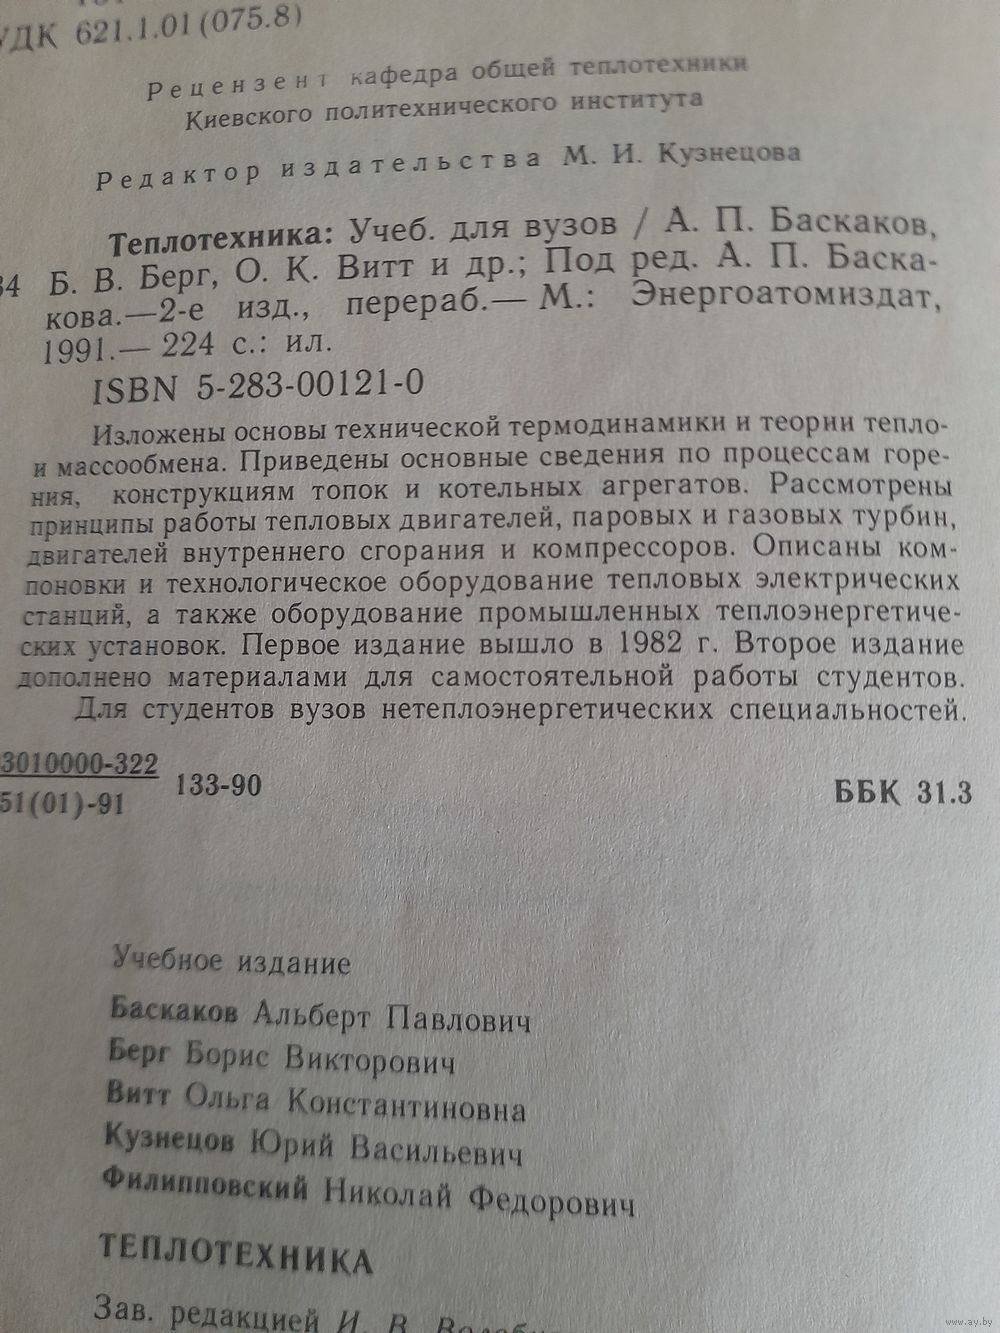 УДК 621.1.01(075.8)
Рецензент кафедра общей теплотехники
Киевского политехнического института
Редактор издательства М. И. Кузнецова
Теплотехника: Учеб. для вузов / А. П. Баскаков,
34 Б. В. Берг, О. К. Витт и др.; Под ред. А. П. Баска-
кова.—2-е изд., перераб.— М.: Энергоатомиздат,
1991.— 224 с.: ил.
ISBN 5-283-00121-0
Изложены основы технической термодинамики и теории тепло-
и массообмена. Приведены основные сведения по процессам горе-
ния, конструкциям топок и котельных агрегатов. Рассмотрены
принципы работы тепловых двигателей, паровых и газовых турбин,
двигателей внутреннего сгорания и компрессоров. Описаны ком-
поновки и технологическое оборудование тепловых электрических
станций, а также оборудование промышленных теплоэнергетиче-
ских установок. Первое издание вышло в 1982 г. Второе издание
дополнено материалами для самостоятельной работы студентов.
Для студентов вузов нетеплоэнергетических специальностей.
3010000-322
51(01)-91
133-90
ББК 31.3
Учебное издание
Баскаков Альберт Павлович
Берг Борис Викторович
Витт Ольга Константиновна
Кузнецов Юрий Васильевич
Филипповский Николай Федорович
ТЕПЛОТЕХНИКА
Зав. редакцией И. В.
www.ay.by